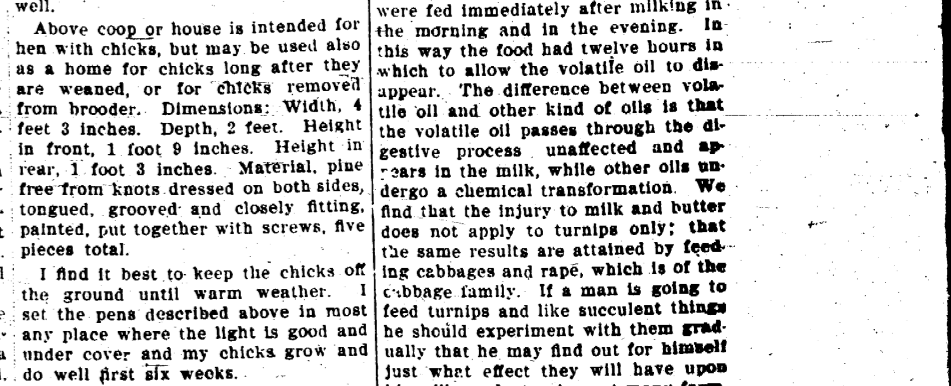 well.
Above coop or house is intended for
hen with chicks, but may be used also
as a home for chicks long after they
are weaned, or for chicks removed
from brooder. Dimensions: Width, 4
feet 3 inches. Depth, 2 feet. Height
in front, 1 foot 9 inches. Height in
rear, 1 foot 3 inches. Material, pine
free from knots dressed on both sides,
tongued, grooved and closely fitting,
painted, put together with screws, five
pieces total.
I find it best to keep the chicks off
the ground until warm weather. I
set the pens described above in most
any place where the light is good and
under cover and my chicks grow and
do well first six weeks.
were fed immediately after milking in
the morning and in the evening. In
this way the food had twelve hours in
which to allow the volatile oil to dis-
appear. The difference between vola-
tile oil and other kind of oils is that
the volatile oil passes through the di-
gestive process unaffected and ap-
pears in the milk, while other oils un-
dergo a chemical transformation. We
find that the injury to milk and butter
does not apply to turnips only; that
the same results are attained by feed-
ing cabbages and rape, which is of the
cabbage family. If a man is going to
feed turnips and like succulent things
he should experiment with them grad-
ually that he may find out for himself
just what effect they will have upon